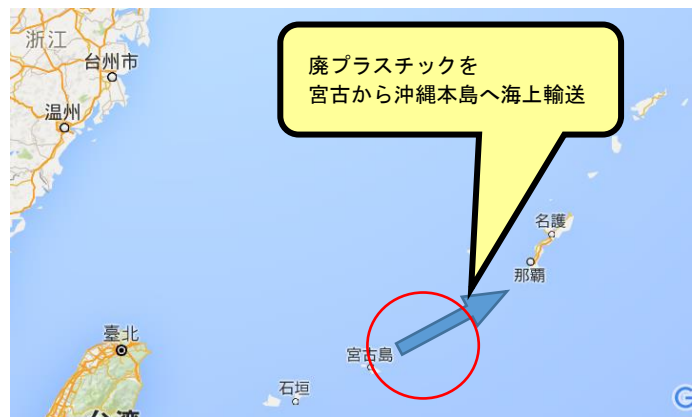 浙江
台州市
温州
廃プラスチックを
宮古から沖縄本島へ海上輸送
名護
那覇
臺北
宮古島
石垣
台湾
G